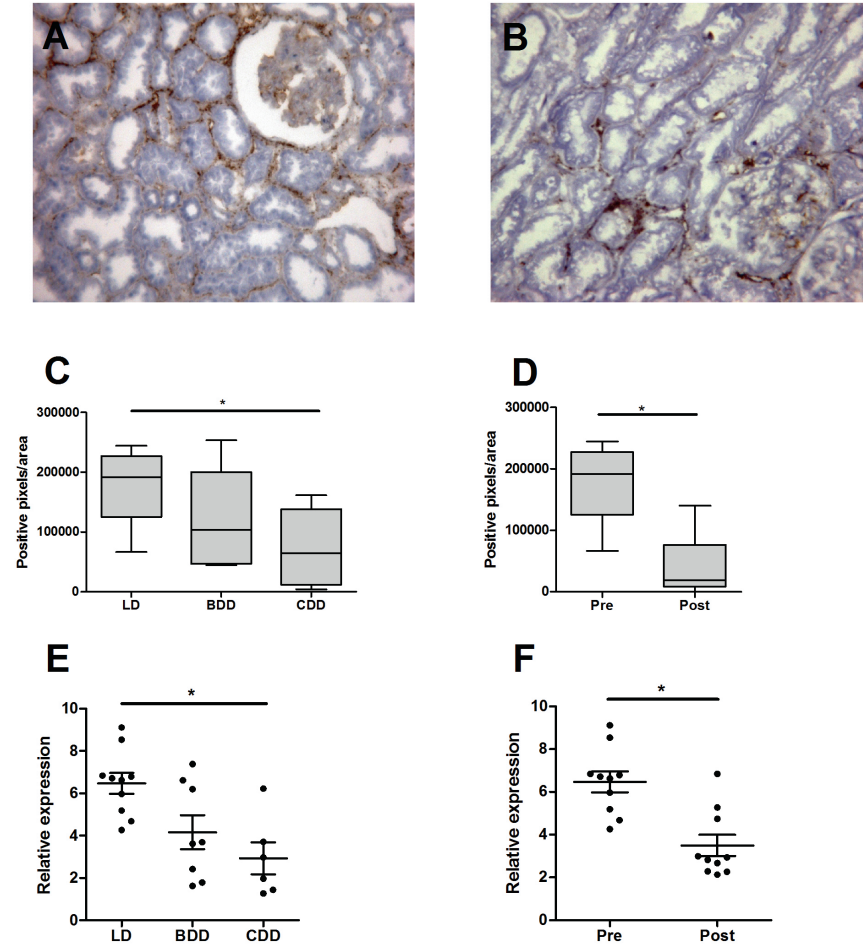 A
B
C
D
*
300000
200000
100000
0
Positive pixels/area
LD BDD CDD
*
300000
200000
100000
0
Positive pixels/area
Pre Post
E
F
*
10
8
6
4
2
0
Relative expression
LD BDD CDD
*
10
8
6
4
2
0
Relative expression
Pre Post